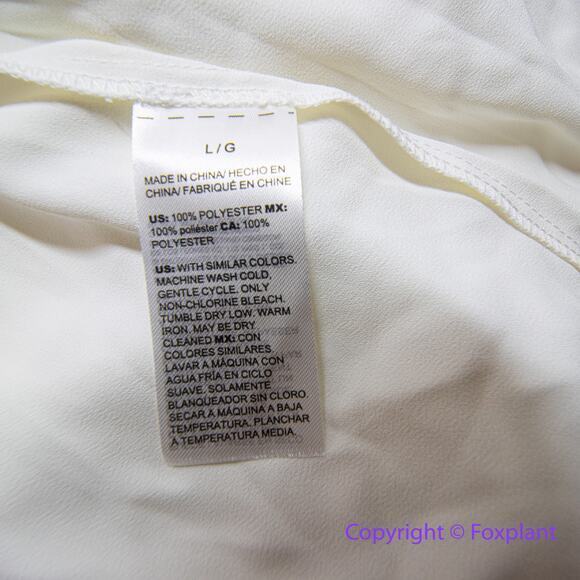 L / G
MADE IN CHINA/ HECHO EN
CHINA/ FABRIQUÉ EN CHINE
US: 100% POLYESTER MX:
100% poliéster CA: 100%
POLYESTER
US: WITH SIMILAR COLORS.
MACHINE WASH COLD,
GENTLE CYCLE. ONLY
NON-CHLORINE BLEACH.
TUMBLE DRY LOW. WARM
IRON. MAY BE DRY
CLEANED MX: CON
COLORES SIMILARES.
LAVAR A MÁQUINA CON
AGUA FRÍA EN CICLO
SUAVE. SOLAMENTE
BLANQUEADOR SIN CLORO.
SECAR A MÁQUINA A BAJA
TEMPERATURA. PLANCHAR
A TEMPERATURA MEDIA.
Copyright © Foxplant